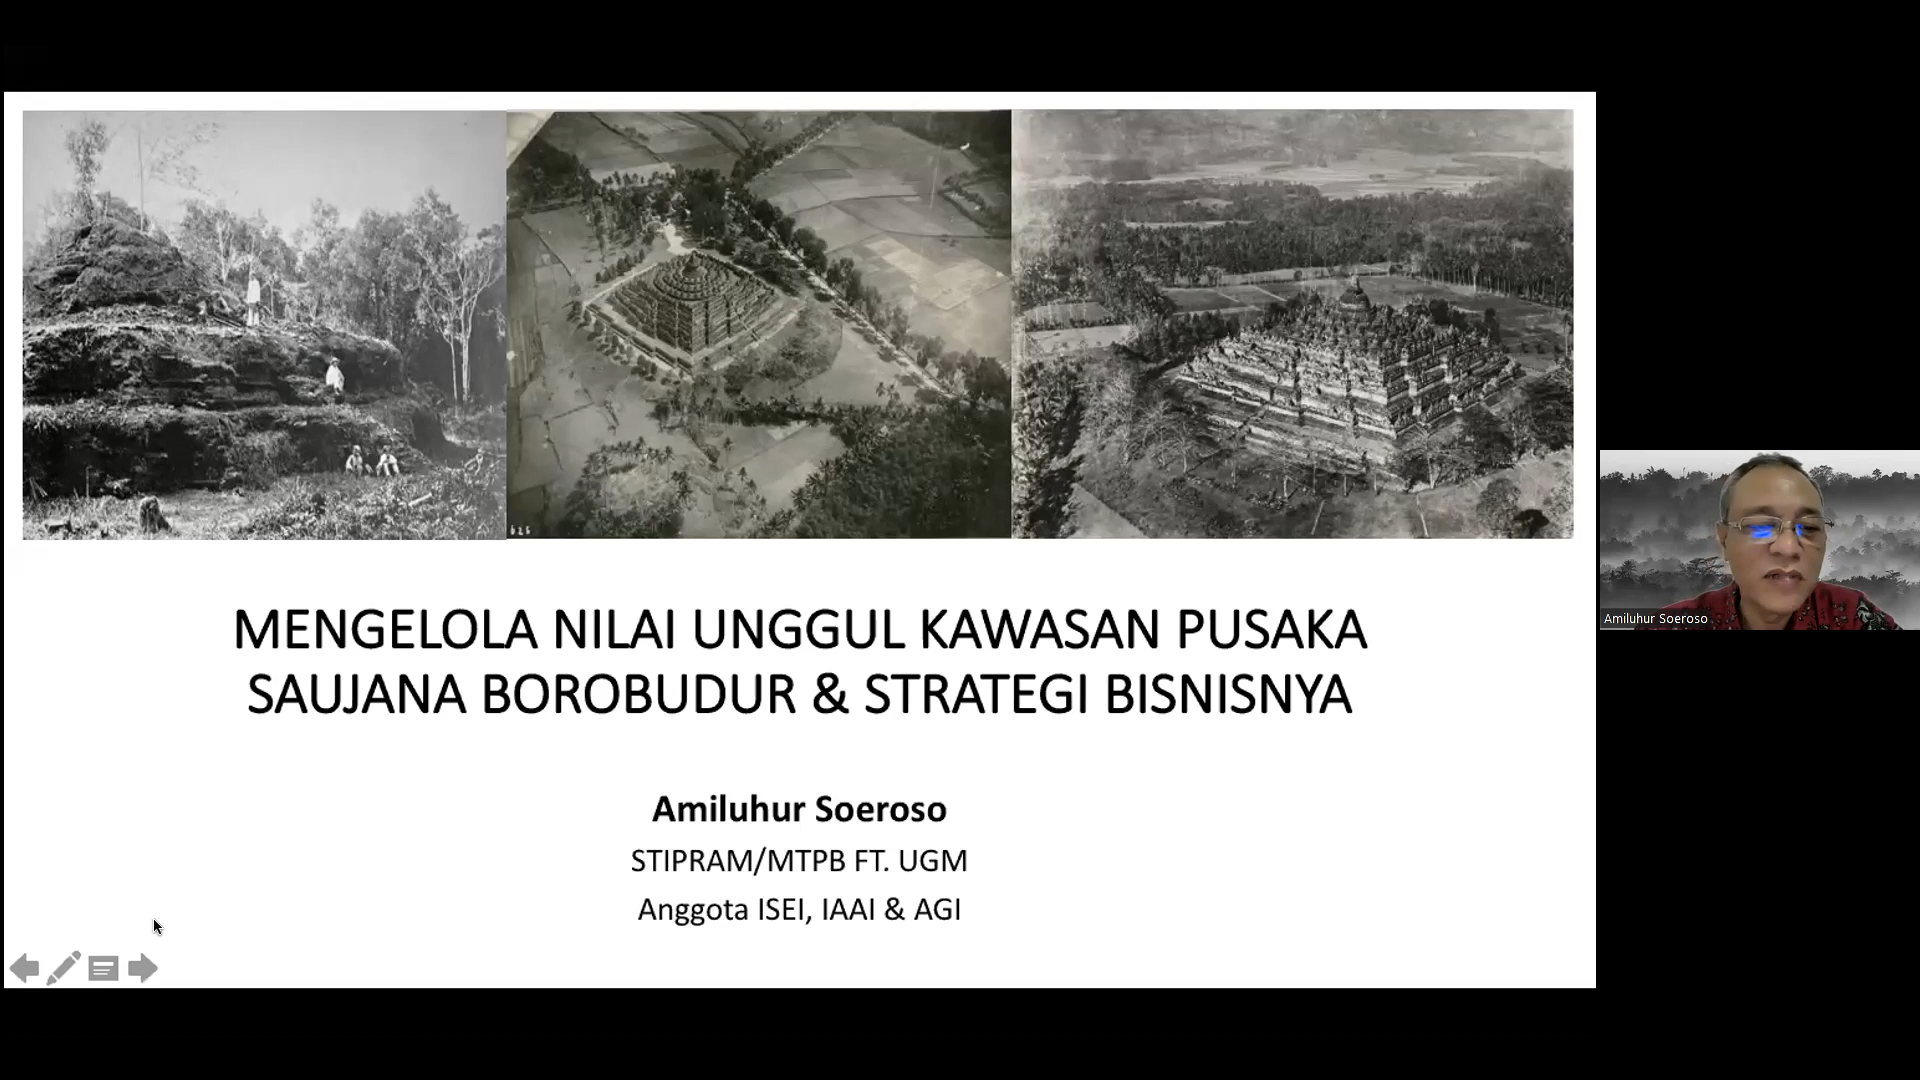 626
MENGELOLA NILAI UNGGUL KAWASAN PUSAKA
SAUJANA BOROBUDUR & STRATEGI BISNISNYA
Amiluhur Soeroso
STIPRAM/MTPB FT. UGM
Anggota ISEI, IAAI & AGI
Amiluhur Soeroso